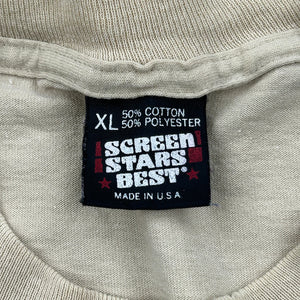 XL 50% COTTON
50% POLYESTER
SCREEN
STARS
BEST®
MADE IN U.S.A.